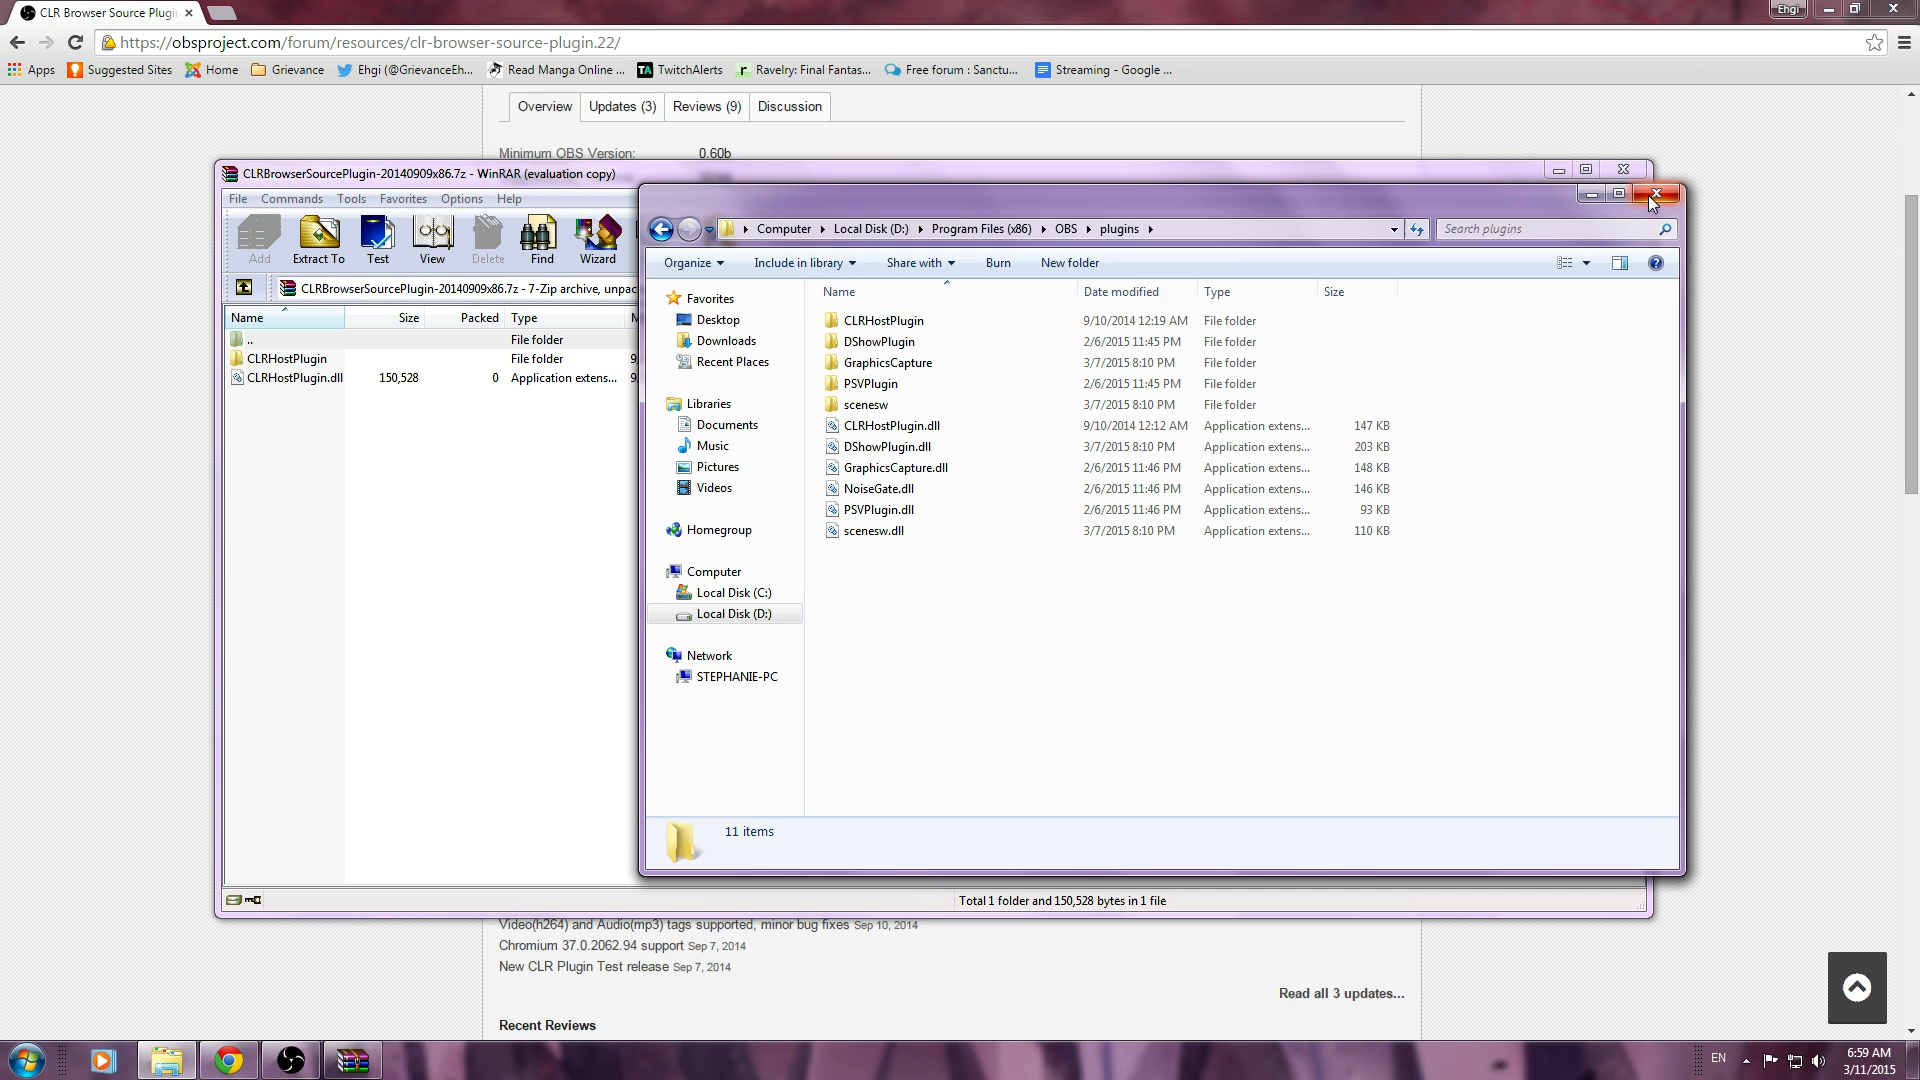 CLR Browser Source Plugi
Ehgi
https://obsproject.com/forum/resources/clr-browser-source-plugin.22/
Apps Suggested Sites Home Grievance Ehgi (@GrievanceEh... Read Manga Online ... TA TwitchAlerts r Ravelry: Final Fantas... Free forum : Sanctu... Streaming - Google ...
Overview Updates (3) Reviews (9) Discussion
Minimum OBS Version: 0.60b
CLRBrowserSourcePlugin-20140909x86.7z - WinRAR (evaluation copy)
File Commands Tools Favorites Options Help
Add Extract To Test View Delete Find Wizard
CLRBrowserSourcePlugin-20140909x86.7z - 7-Zip archive, unpac
Name Size Packed Type M
.. File folder
CLRHostPlugin File folder 9
CLRHostPlugin.dll 150,528 0 Application extens... 9
Total 1 folder and 150,528 bytes in 1 file
Computer Local Disk (D:) Program Files (x86) OBS plugins
Search plugins
Organize Include in library Share with Burn New folder
Favorites
Desktop
Downloads
Recent Places
Libraries
Documents
Music
Pictures
Videos
Homegroup
Computer
Local Disk (C:)
Local Disk (D:)
Network
STEPHANIE-PC
Name Date modified Type Size
CLRHostPlugin 9/10/2014 12:19 AM File folder
DShowPlugin 2/6/2015 11:45 PM File folder
GraphicsCapture 3/7/2015 8:10 PM File folder
PSVPlugin 2/6/2015 11:45 PM File folder
scenesw 3/7/2015 8:10 PM File folder
CLRHostPlugin.dll 9/10/2014 12:12 AM Application extens... 147 KB
DShowPlugin.dll 3/7/2015 8:10 PM Application extens... 203 KB
GraphicsCapture.dll 2/6/2015 11:46 PM Application extens... 148 KB
NoiseGate.dll 2/6/2015 11:46 PM Application extens... 146 KB
PSVPlugin.dll 2/6/2015 11:46 PM Application extens... 93 KB
scenesw.dll 3/7/2015 8:10 PM Application extens... 110 KB
11 items
Video(h264) and Audio(mp3) tags supported, minor bug fixes Sep 10, 2014
Chromium 37.0.2062.94 support Sep 7, 2014
New CLR Plugin Test release Sep 7, 2014
Read all 3 updates...
Recent Reviews
EN
6:59 AM
3/11/2015